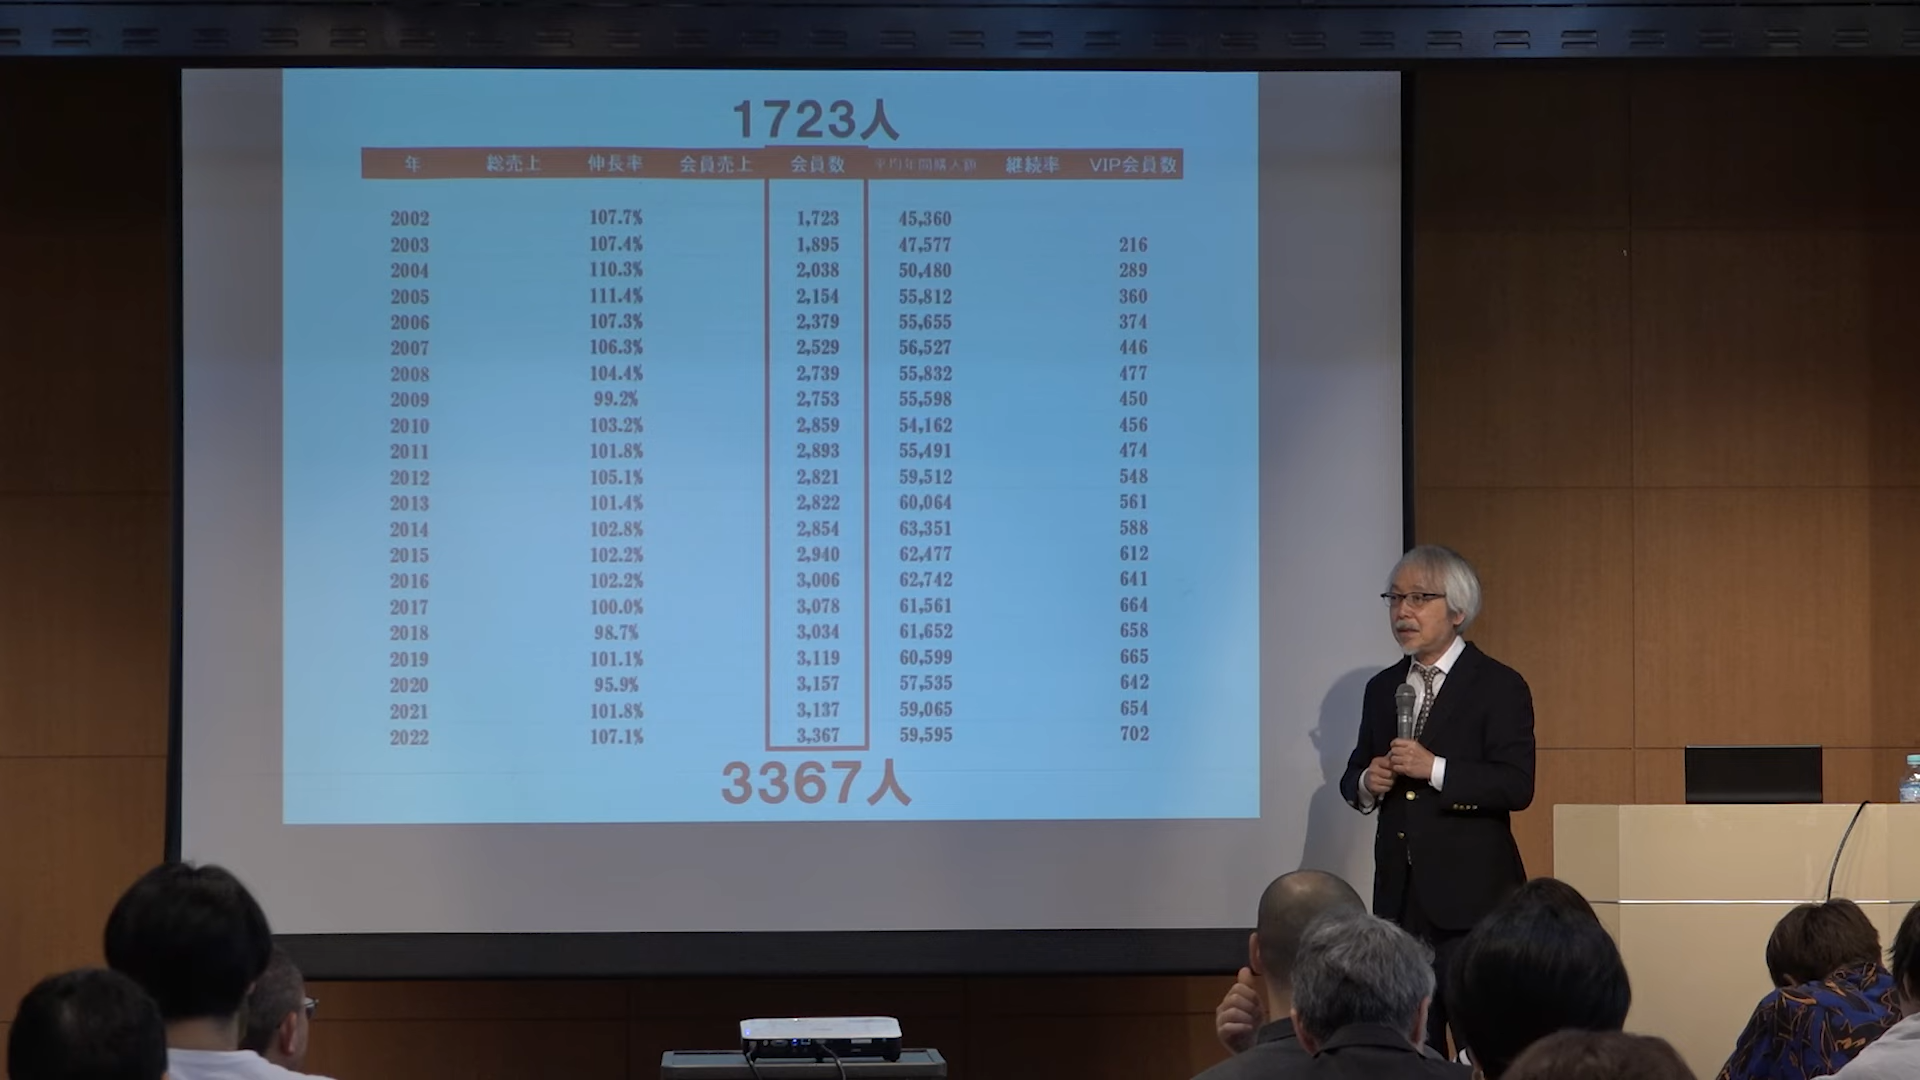 1723人
年 総売上 伸長率 会員売上 会員数 平均年間購入額 継続率 VIP会員数
2002 107.7% 1,723 45,360
2003 107.4% 1,895 47,577 216
2004 110.3% 2,038 50,480 289
2005 111.4% 2,154 55,812 360
2006 107.3% 2,379 55,655 374
2007 106.3% 2,529 56,527 446
2008 104.4% 2,739 55,832 477
2009 99.2% 2,753 55,598 450
2010 103.2% 2,859 54,162 456
2011 101.8% 2,893 55,491 474
2012 105.1% 2,821 59,512 548
2013 101.4% 2,822 60,064 561
2014 102.8% 2,854 63,351 588
2015 102.2% 2,940 62,477 612
2016 102.2% 3,006 62,742 641
2017 100.0% 3,078 61,561 664
2018 98.7% 3,034 61,652 658
2019 101.1% 3,119 60,599 665
2020 95.9% 3,157 57,535 642
2021 101.8% 3,137 59,065 654
2022 107.1% 3,367 59,595 702
3367人